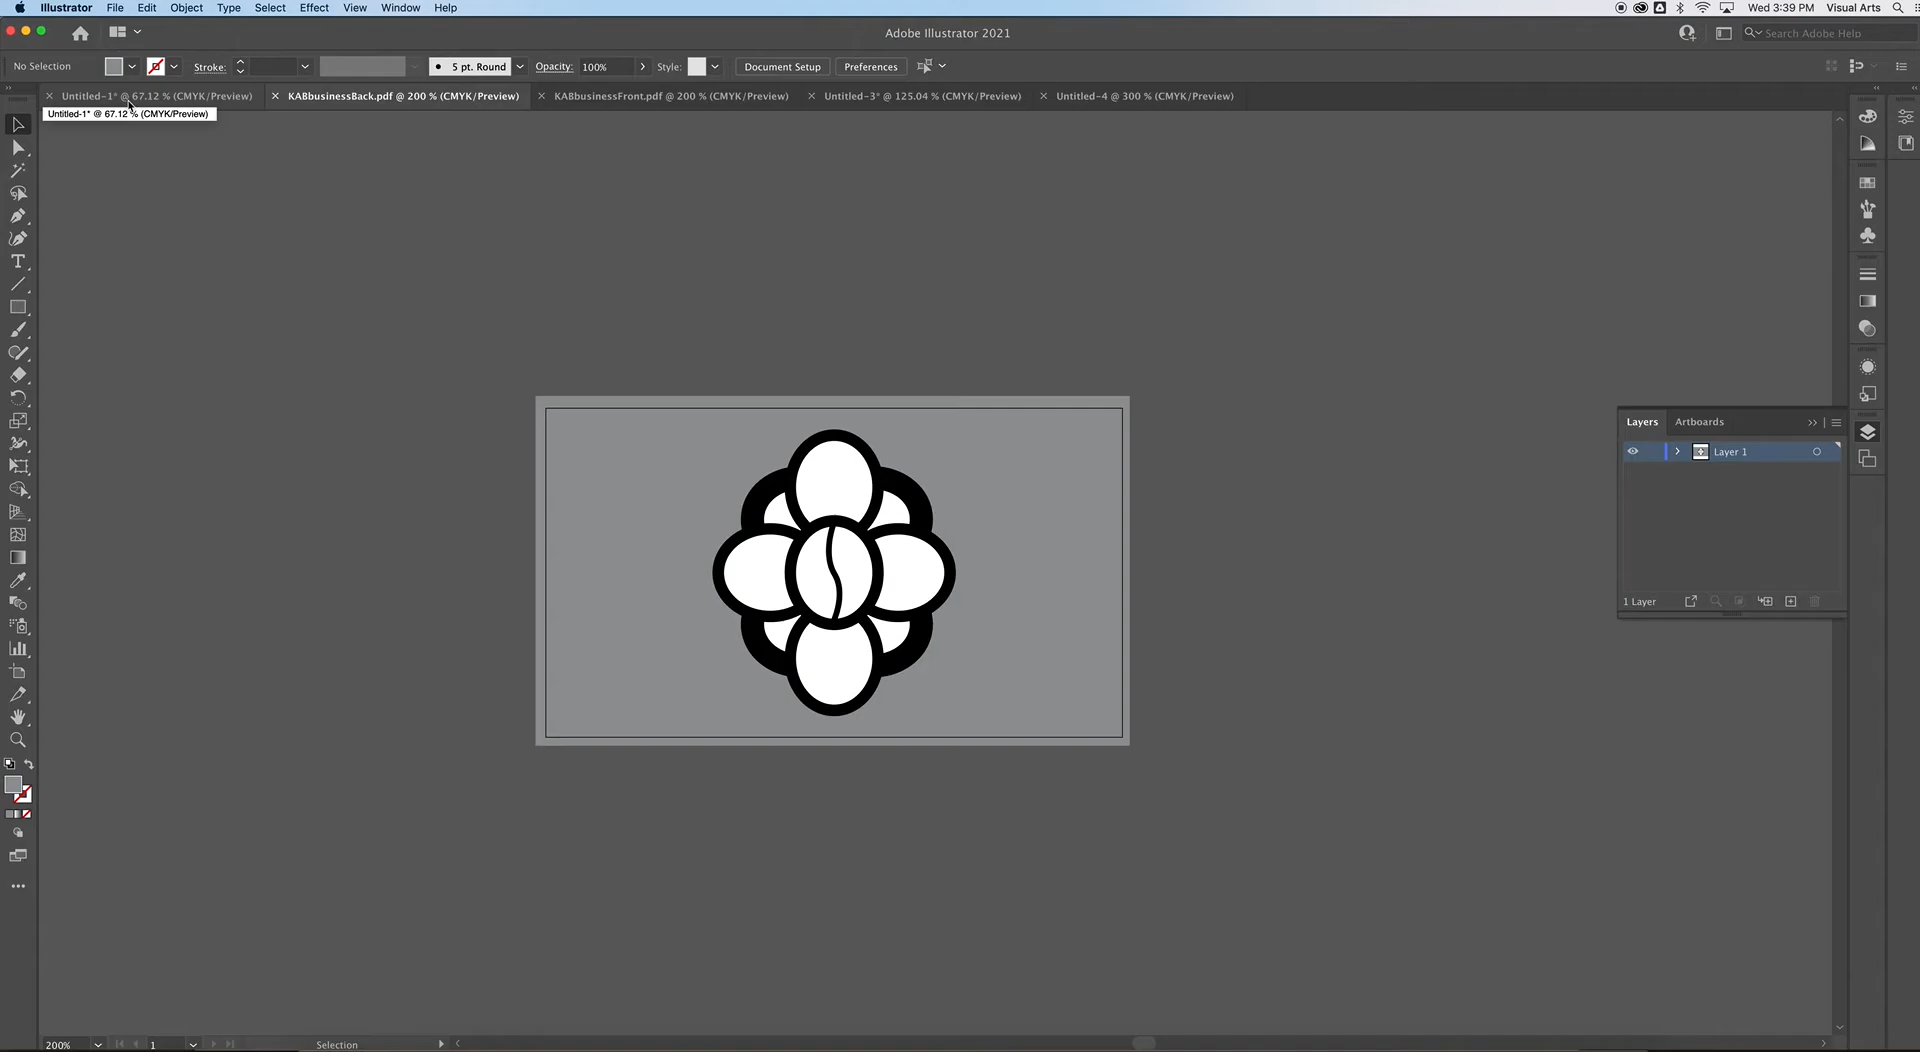 Illustrator File Edit Object Type Select Effect View Window Help Wed 3:39 PM Visual Arts
Adobe Illustrator 2021 Search Adobe Help
No Selection Stroke: 5 pt. Round Opacity: 100% Style: Document Setup Preferences
Untitled-1* @ 67.12 % (CMYK/Preview) KABbusinessBack.pdf @ 200 % (CMYK/Preview) KABbusinessFront.pdf @ 200 % (CMYK/Preview) Untitled-3* @ 125.04 % (CMYK/Preview) Untitled-4 @ 300 % (CMYK/Preview)
Untitled-1* @ 67.12 % (CMYK/Preview)
Layers Artboards
Layer 1
1 Layer
200% 1 Selection